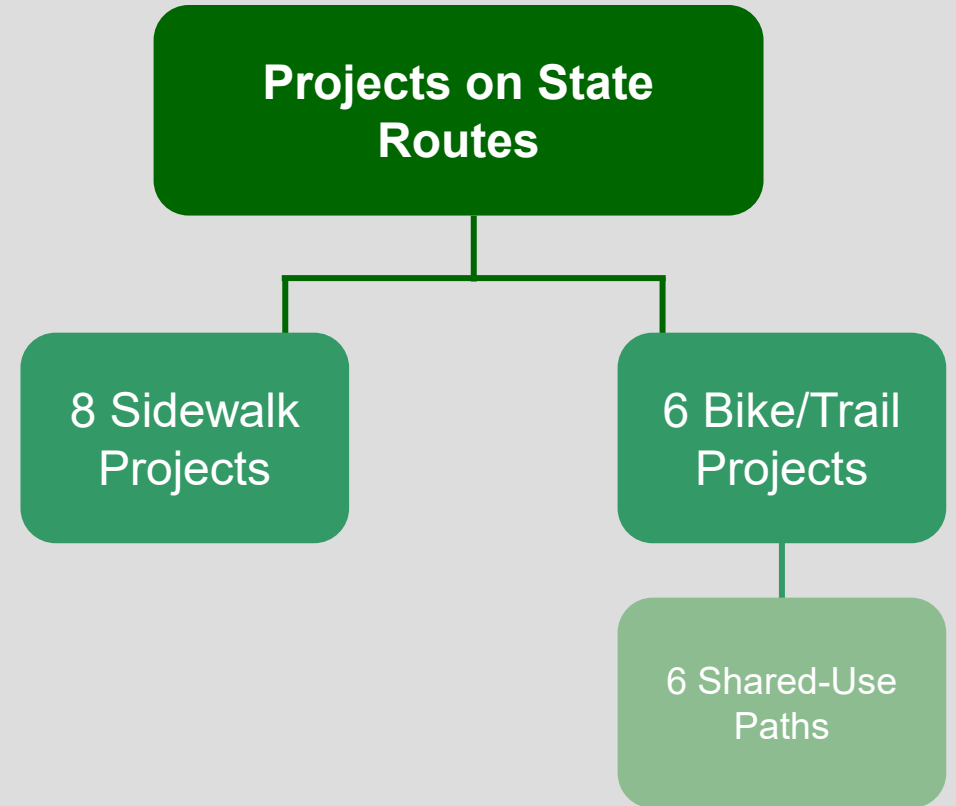 Projects on State
Routes
8 Sidewalk
Projects
6 Bike/Trail
Projects
6 Shared-Use
Paths